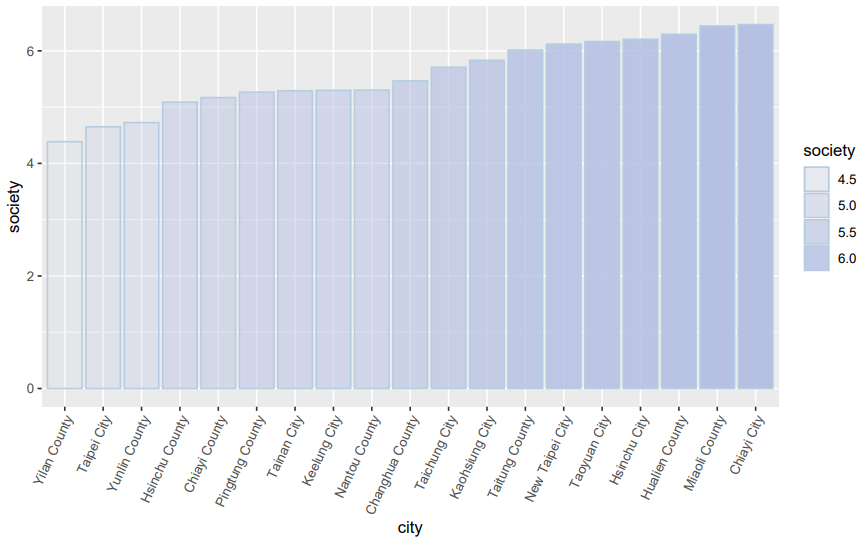 society
6
4
2
0
Yilan County
Taipei City
Yunlin County
Hsinchu County
Chiayi County
Pingtung County
Tainan City
Keelung City
Nantou County
Changhua County
Taichung City
Kaohsiung City
Taitung County
New Taipei City
Taoyuan City
Hsinchu City
Hualien County
Miaoli County
Chiayi City
city
society
4.5
5.0
5.5
6.0